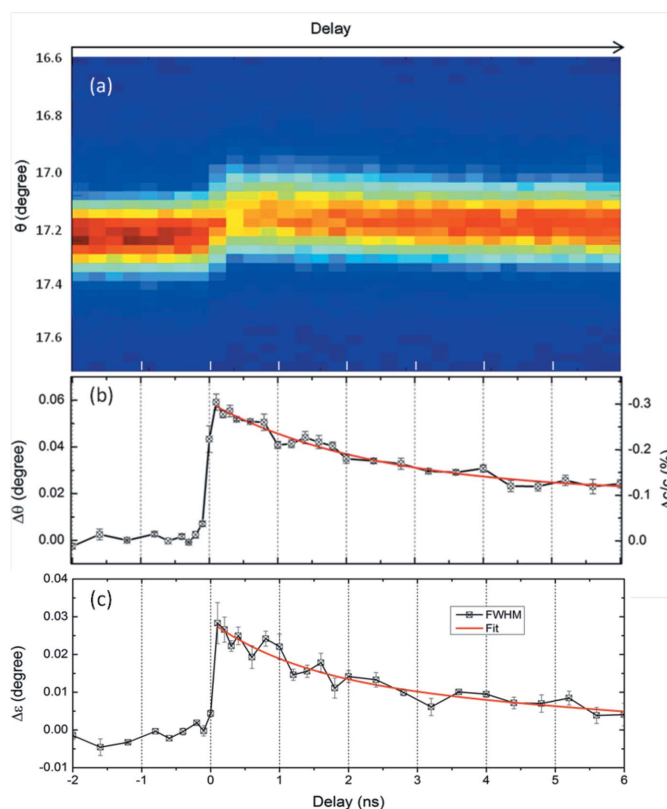 Delay
16.6
(a)
16.8
17.0
θ (degree)
17.2
17.4
17.6
(b)
0.06
-0.3
0.04
Δθ (degree)
-0.2
Δc/c (%)
0.02
-0.1
0.00
0.0
(c)
0.04
0.03
FWHM
Fit
0.02
Δε
0.01
0.00
-0.01
-2 -1 0 1 2 3 4 5 6
Delay (ns)